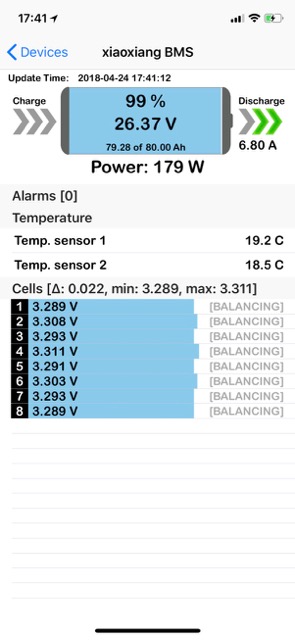 17:41
Devices
xiaoxiang BMS
Update Time: 2018-04-24 17:41:12
Charge
99 %
26.37 V
79.28 of 80.00 Ah
Discharge
6.80 A
Power: 179 W
Alarms [0]
Temperature
Temp. sensor 1 19.2 C
Temp. sensor 2 18.5 C
Cells [Δ: 0.022, min: 3.289, max: 3.311]
1 3.289 V [BALANCING]
2 3.308 V [BALANCING]
3 3.293 V [BALANCING]
4 3.311 V [BALANCING]
5 3.291 V [BALANCING]
6 3.303 V [BALANCING]
7 3.293 V [BALANCING]
8 3.289 V [BALANCING]